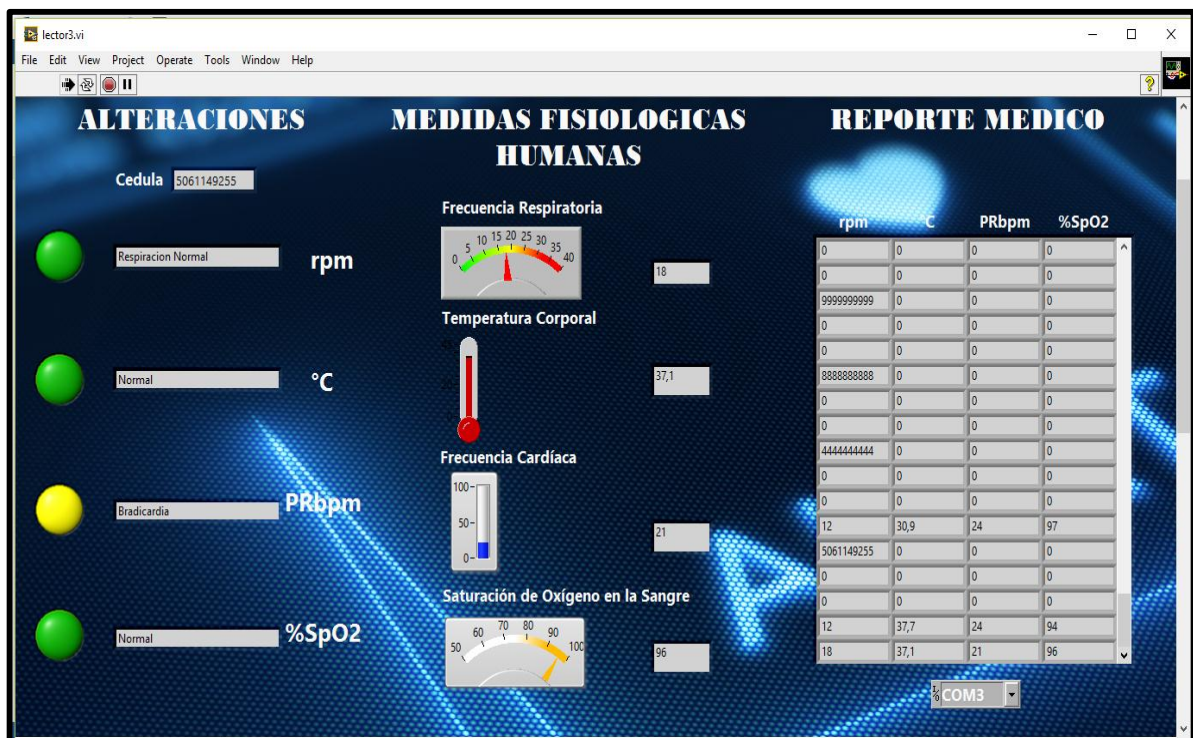 lector3.vi
File Edit View Project Operate Tools Window Help
ALTERACIONES
Cedula 5061149255
Respiracion Normal rpm
Normal °C
Bradicardia PRbpm
Normal %SpO2
MEDIDAS FISIOLOGICAS
HUMANAS
Frecuencia Respiratoria
0 5 10 15 20 25 30 35 40
18
Temperatura Corporal
37,1
Frecuencia Cardíaca
100
50
0
21
Saturación de Oxígeno en la Sangre
50 60 70 80 90 100
96
REPORTE MEDICO
rpm °C PRbpm %SpO2
0 0 0 0
0 0 0 0
9999999999 0 0 0
0 0 0 0
0 0 0 0
8888888888 0 0 0
0 0 0 0
0 0 0 0
4444444444 0 0 0
0 0 0 0
0 0 0 0
12 30,9 24 97
5061149255 0 0 0
0 0 0 0
0 0 0 0
12 37,7 24 94
18 37,1 21 96
COM3